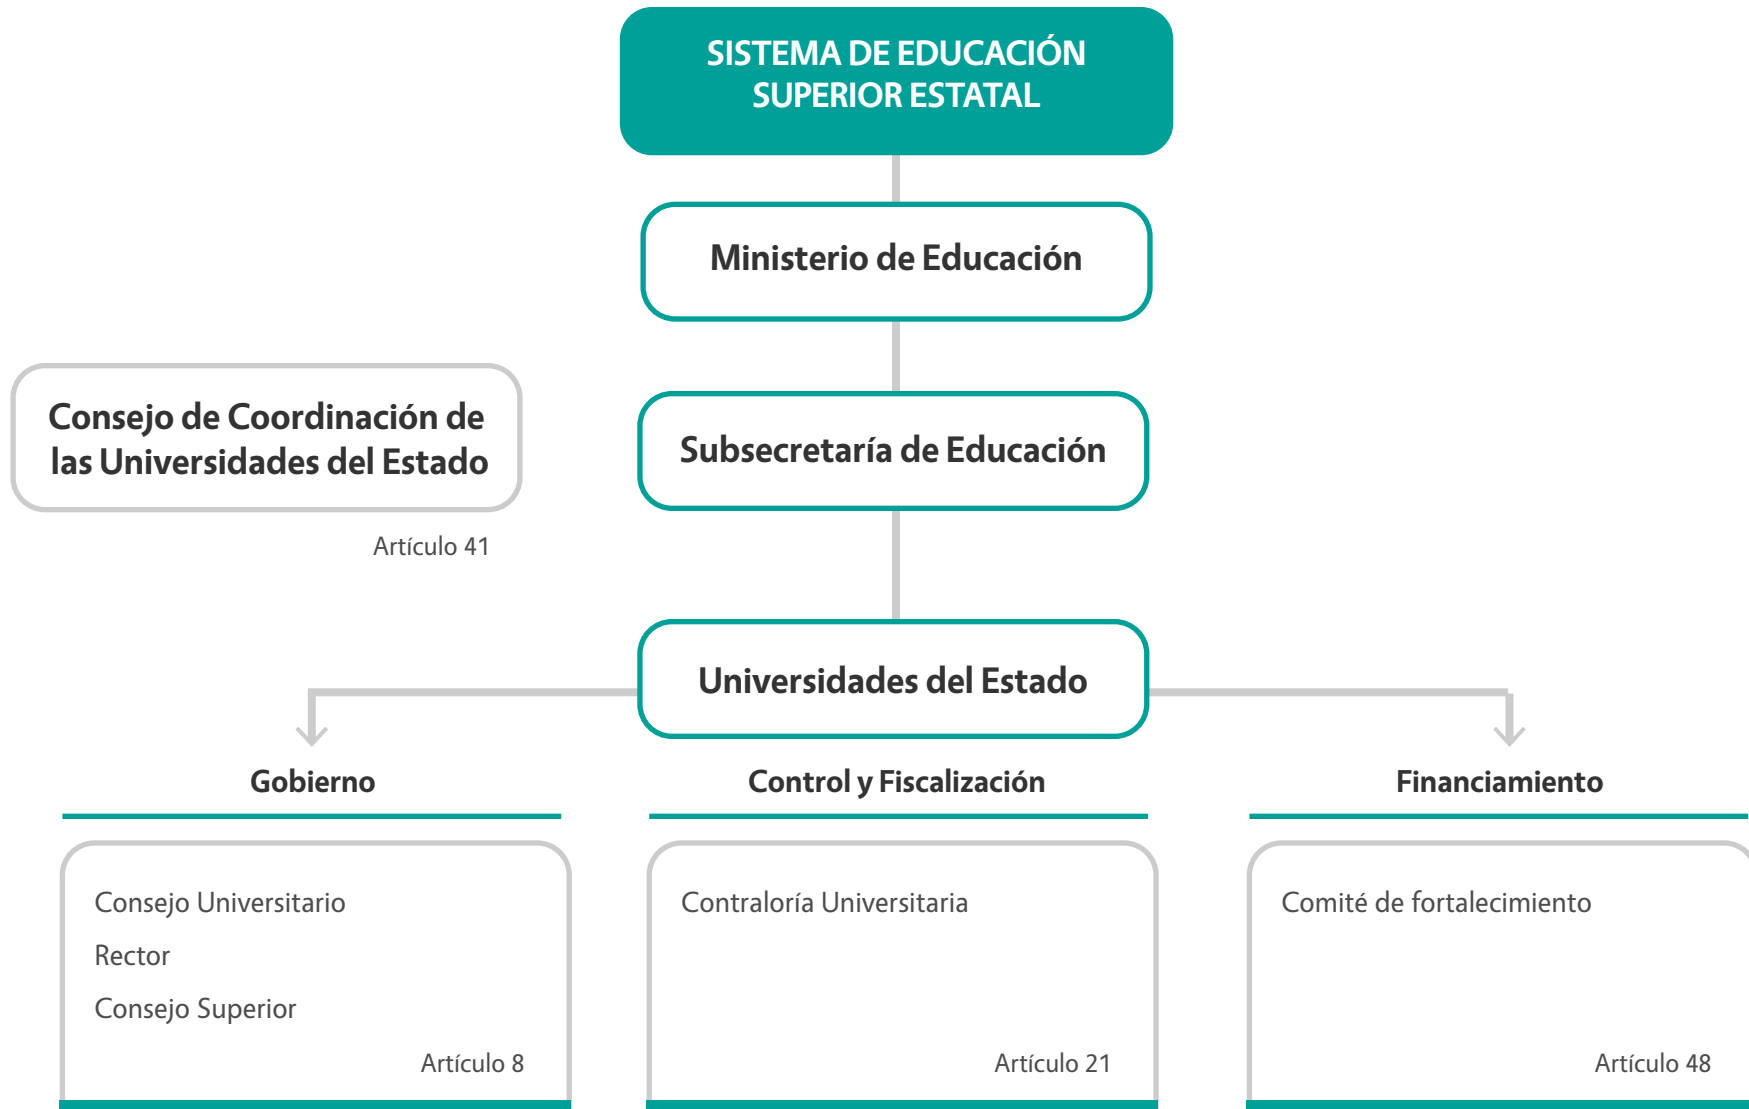 SISTEMA DE EDUCACIÓN
SUPERIOR ESTATAL
Ministerio de Educación
Consejo de Coordinación de
las Universidades del Estado
Artículo 41
Subsecretaría de Educación
Universidades del Estado
Gobierno
Consejo Universitario
Rector
Consejo Superior
Artículo 8
Control y Fiscalización
Contraloría Universitaria
Artículo 21
Financiamiento
Comité de fortalecimiento
Artículo 48